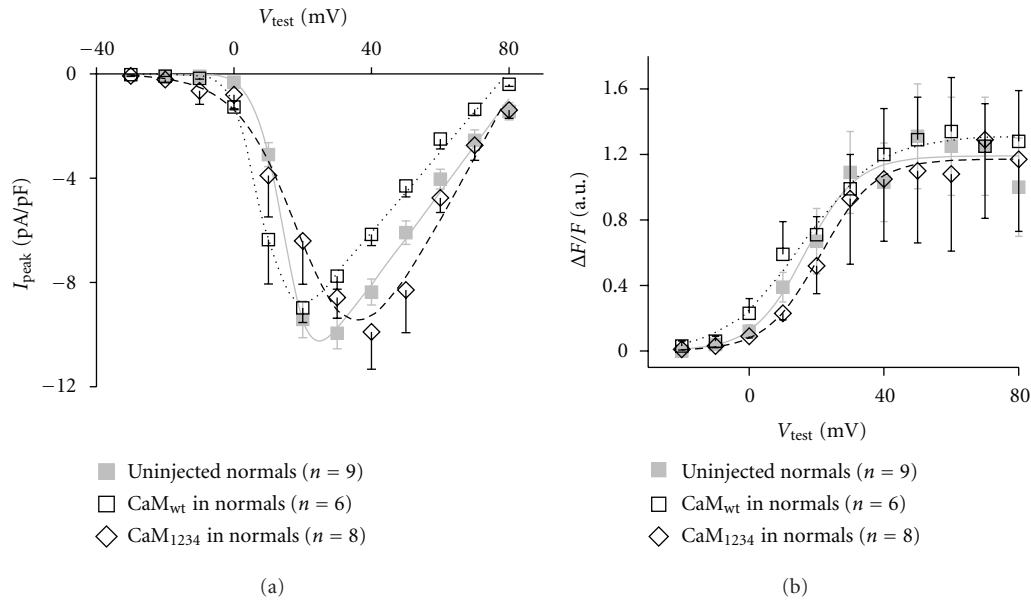 V_test (mV)
−40 0 40 80
0
−4
−8
−12
I_peak (pA/pF)
Uninjured normals (n = 9)
CaM_wt in normals (n = 6)
CaM_1234 in normals (n = 8)
(a)
1.6
1.2
0.8
0.4
0
ΔF/F (a.u.)
0 40 80
V_test (mV)
Uninjected normals (n = 9)
CaM_wt in normals (n = 6)
CaM_1234 in normals (n = 8)
(b)